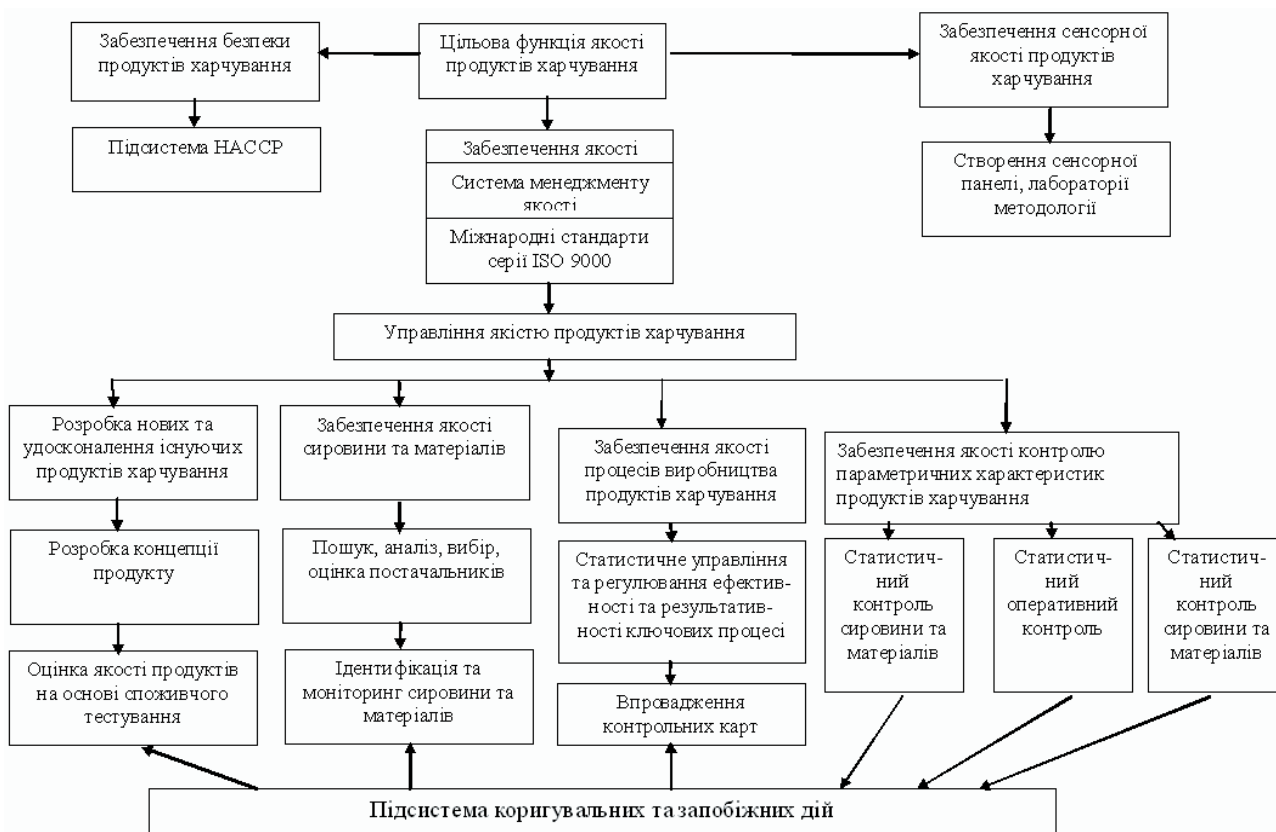 Забезпечення безпеки
продуктів харчування
Цільова функція якості
продуктів харчування
Забезпечення сенсорної
якості продуктів
харчування
Підсистема НАССР
Забезпечення якості
Система менеджменту
якості
Міжнародні стандарти
серії ISO 9000
Створення сенсорної
панелі, лабораторії
методології
Управління якістю продуктів харчування
Розробка нових та
удосконалення існуючих
продуктів харчування
Забезпечення якості
сировини та матеріалів
Забезпечення якості
процесів виробництва
продуктів харчування
Забезпечення якості контролю
параметричних характеристик
продуктів харчування
Розробка концепції
продукту
Пошук, аналіз, вибір,
оцінка постачальників
Статистичне управління
та регулювання ефектив-
ності та результатив-
ності ключових процесі
Статистич-
ний
контроль
сировини та
матеріалів
Статистич-
ний
оперативний
контроль
Статистич-
ний
контроль
сировини та
матеріалів
Оцінка якості продуктів
на основі споживчого
тестування
Ідентифікація та
моніторинг сировини та
матеріалів
Впровадження
контрольних карт
Підсистема коригувальних та запобіжних дій